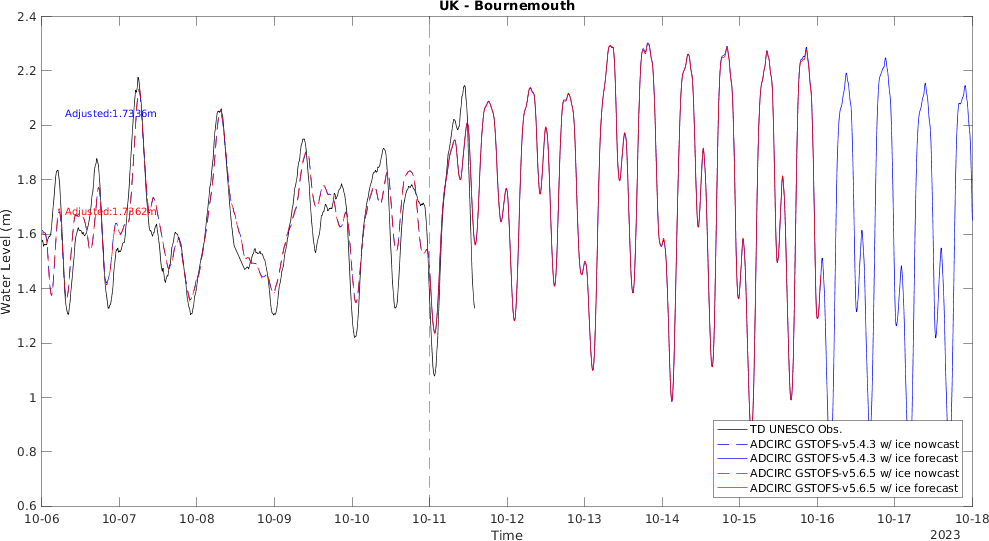 UK - Bournemouth
2.4
2.2
2
1.8
1.6
1.4
1.2
1
0.8
0.6
Water Level (m)
Adjusted:1.7336m
Adjusted:1.7362m
TD UNESCO Obs.
ADCIRC GSTOFS-v5.4.3 w/ ice nowcast
ADCIRC GSTOFS-v5.4.3 w/ ice forecast
ADCIRC GSTOFS-v5.6.5 w/ ice nowcast
ADCIRC GSTOFS-v5.6.5 w/ ice forecast
10-06 10-07 10-08 10-09 10-10 10-11 10-12 10-13 10-14 10-15 10-16 10-17 10-18
Time
2023